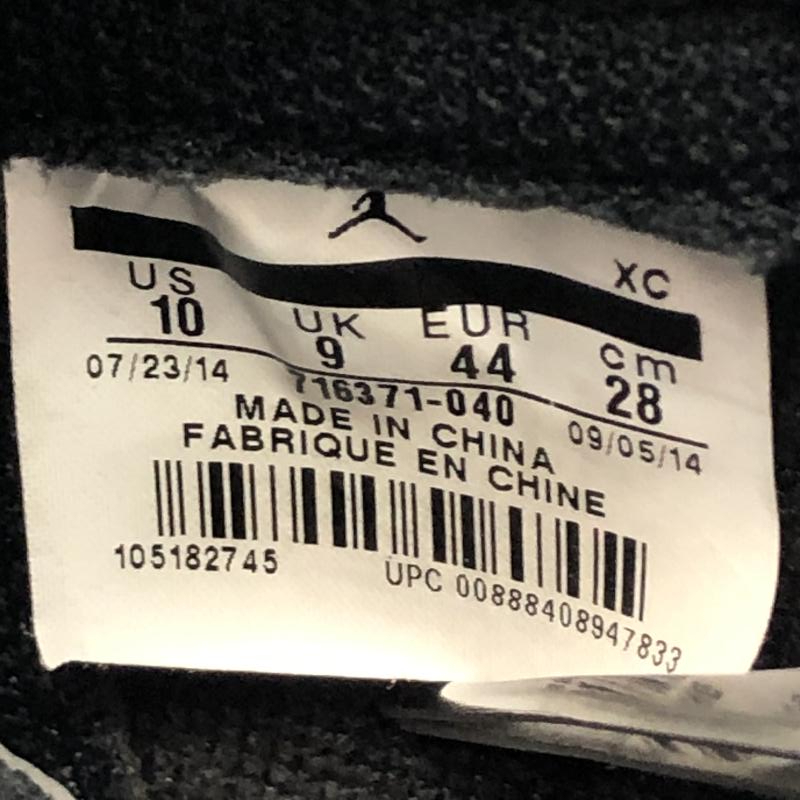 XC
US UK EUR cm
10 9 44 28
07/23/14 716371-040 09/05/14
MADE IN CHINA
FABRIQUE EN CHINE
105182745 UPC 00888408947833